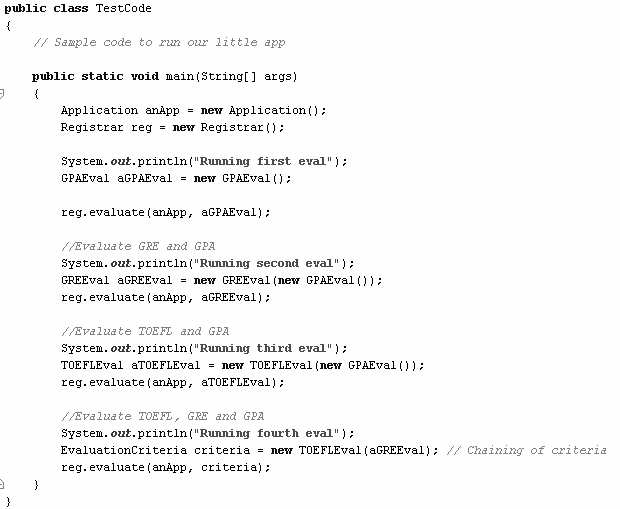 public class TestCode
{
// Sample code to run our little app
public static void main(String[] args)
{
Application anApp = new Application();
Registrar reg = new Registrar();
System.out.println("Running first eval");
GPAEval aGPAEval = new GPAEval();
reg.evaluate(anApp, aGPAEval);
//Evaluate GRE and GPA
System.out.println("Running second eval");
GREEval aGREEval = new GREEval(new GPAEval());
reg.evaluate(anApp, aGREEval);
//Evaluate TOEFL and GPA
System.out.println("Running third eval");
TOEFLEval aTOEFLEval = new TOEFLEval(new GPAEval());
reg.evaluate(anApp, aTOEFLEval);
//Evaluate TOEFL, GRE and GPA
System.out.println("Running fourth eval");
EvaluationCriteria criteria = new TOEFLEval(aGREEval); // Chaining of criteria
reg.evaluate(anApp, criteria);
}
}